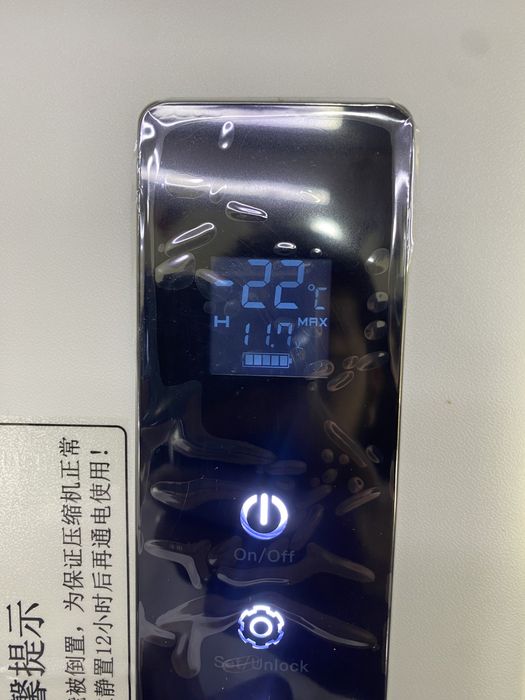 -22°C
H MAX
11.7
On/Off
Set/Unlock
馨提示
被倒置，为保证压缩机正常
静置12小时后再通电使用！